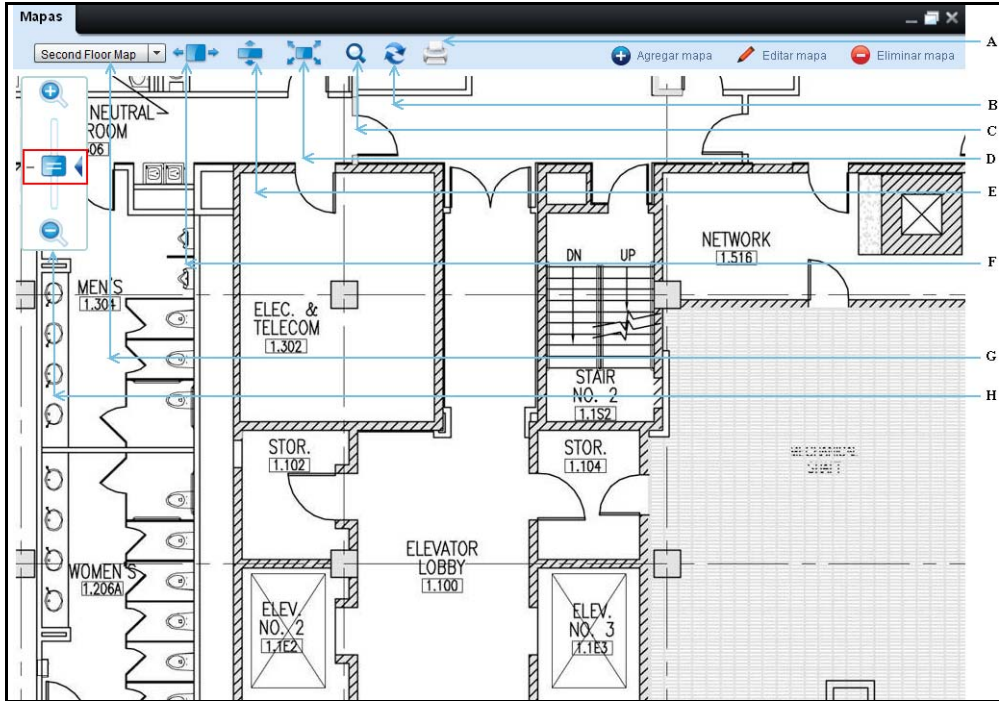 Mapas
A
Second Floor Map
Agregar mapa
Editar mapa
Eliminar mapa
B
C
NEUTRAL
ROOM
06
D
E
NETWORK
1.516
DN UP
F
MEN'S
1.304
ELEC. &
TELECOM
1.302
G
STAIR
NO. 2
1.1S2
H
STOR.
1.102
STOR.
1.104
MECHANICAL
SHAFT
ELEVATOR
LOBBY
1.100
WOMEN'S
1.206A
ELEV.
NO. 2
1.1E2
ELEV.
NO. 3
1.1E3